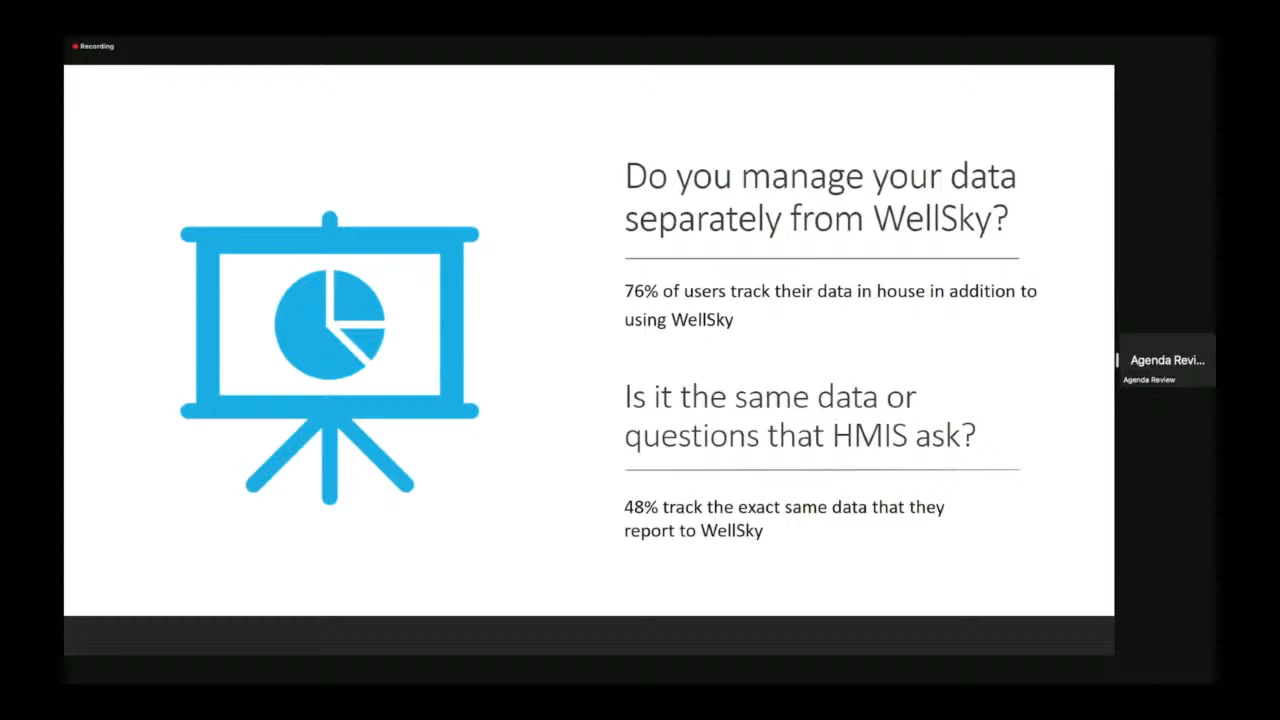 Recording
Do you manage your data
separately from WellSky?
76% of users track their data in house in addition to
using WellSky
Is it the same data or
questions that HMIS ask?
48% track the exact same data that they
report to WellSky
Agenda Revi...
Agenda Review